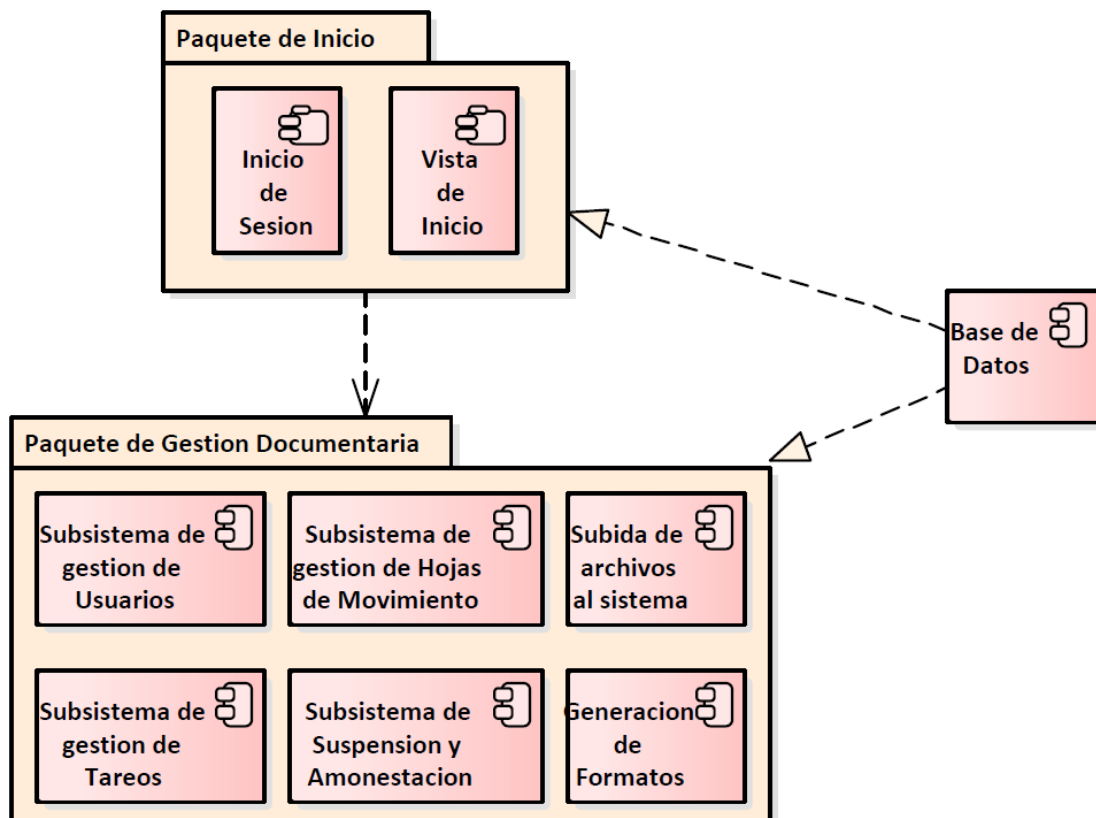 Paquete de Inicio
Inicio
de
Sesion
Vista
de
Inicio
Base de
Datos
Paquete de Gestion Documentaria
Subsistema de
gestion de
Usuarios
Subsistema de
gestion de Hojas
de Movimiento
Subida de
archivos
al sistema
Subsistema de
gestion de
Tareos
Subsistema de
Suspension y
Amonestacion
Generacion
de
Formatos